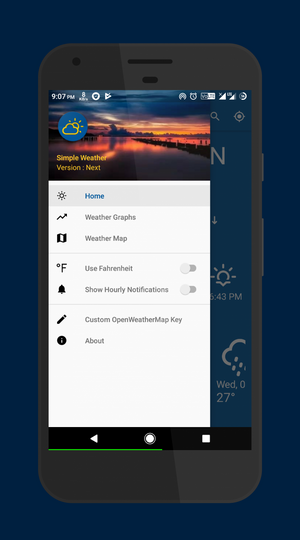 9:07 PM
Simple Weather
Version : Next
N
Home
Weather Graphs
Weather Map
°F Use Fahrenheit
6:43 PM
Show Hourly Notifications
Custom OpenWeatherMap Key
About
Wed, 0
27°